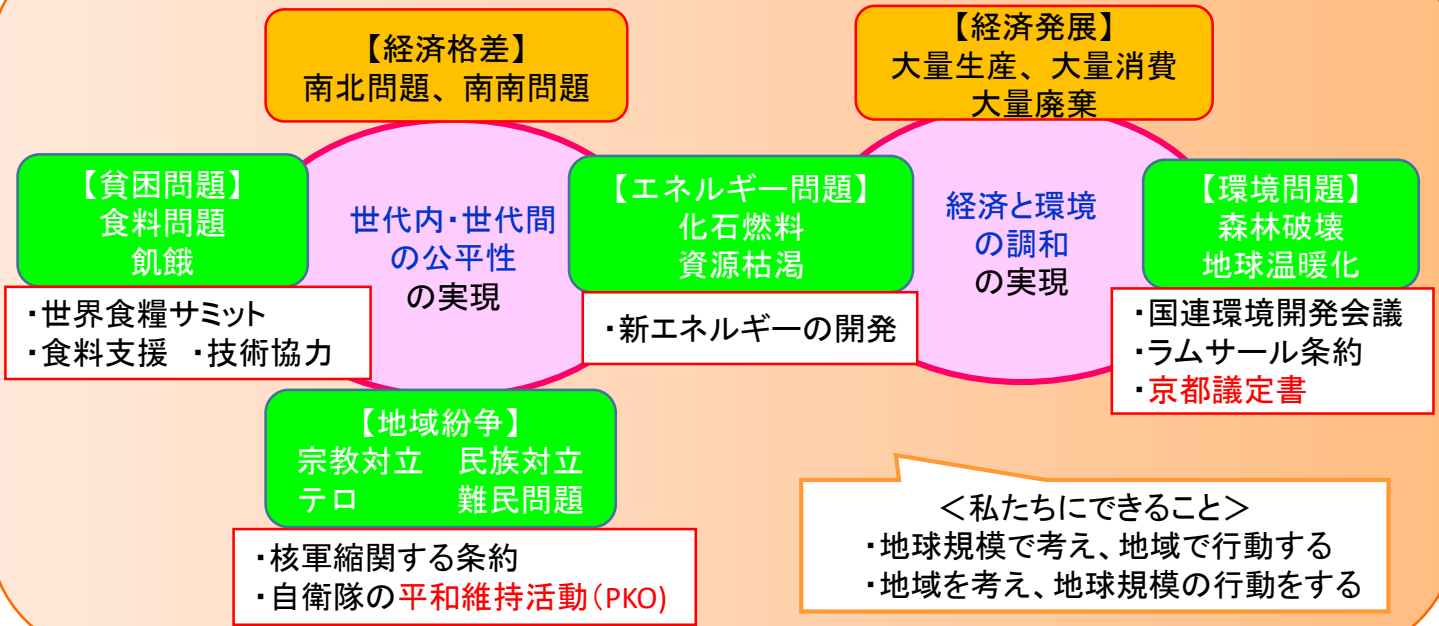 【経済格差】
南北問題、南南問題
【経済発展】
大量生産、大量消費
大量廃棄
【貧困問題】
食料問題
飢餓
・世界食糧サミット
・食料支援 ・技術協力
世代内・世代間
の公平性
の実現
【エネルギー問題】
化石燃料
資源枯渇
・新エネルギーの開発
経済と環境
の調和
の実現
【環境問題】
森林破壊
地球温暖化
・国連環境開発会議
・ラムサール条約
・京都議定書
【地域紛争】
宗教対立 民族対立
テロ 難民問題
・核軍縮関する条約
・自衛隊の平和維持活動(PKO)
<私たちにできること>
・地球規模で考え、地域で行動する
・地域を考え、地球規模の行動をする